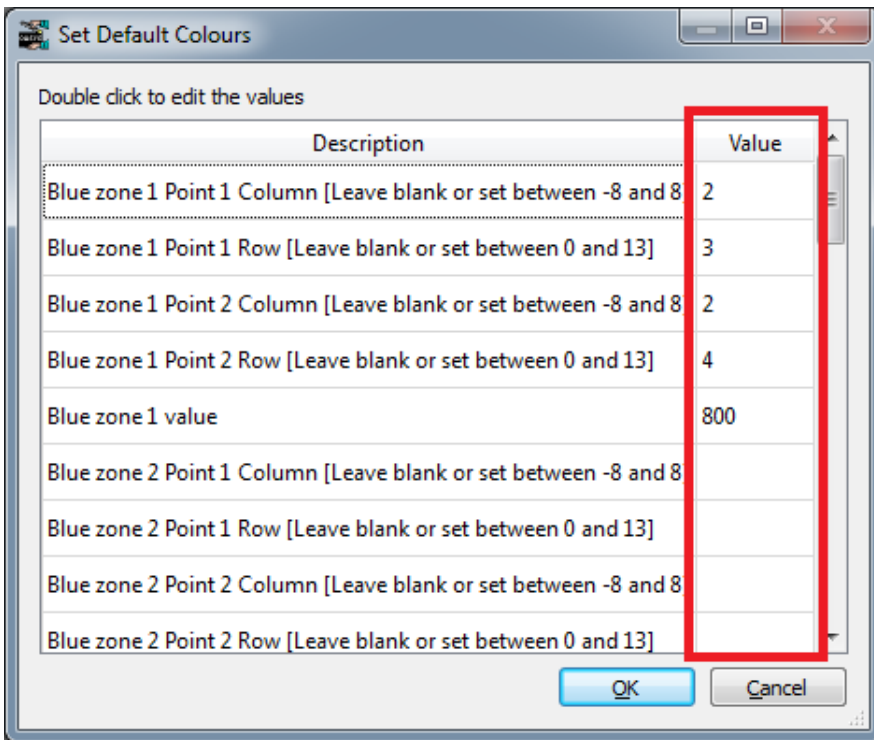 Set Default Colours
Double click to edit the values
Description Value
Blue zone 1 Point 1 Column [Leave blank or set between -8 and 8] 2
Blue zone 1 Point 1 Row [Leave blank or set between 0 and 13] 3
Blue zone 1 Point 2 Column [Leave blank or set between -8 and 8] 2
Blue zone 1 Point 2 Row [Leave blank or set between 0 and 13] 4
Blue zone 1 value 800
Blue zone 2 Point 1 Column [Leave blank or set between -8 and 8]
Blue zone 2 Point 1 Row [Leave blank or set between 0 and 13]
Blue zone 2 Point 2 Column [Leave blank or set between -8 and 8]
Blue zone 2 Point 2 Row [Leave blank or set between 0 and 13]
OK Cancel